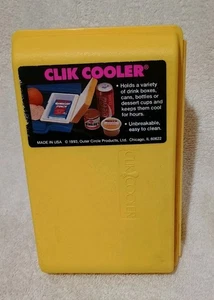 CLIK COOLER®
• Holds a variety
of drink boxes,
cans, bottles or
dessert cups and
keeps them cool
for hours.
• Unbreakable,
easy to clean.
MADE IN USA © 1993, Outer Circle Products, Ltd. Chicago, IL 60622